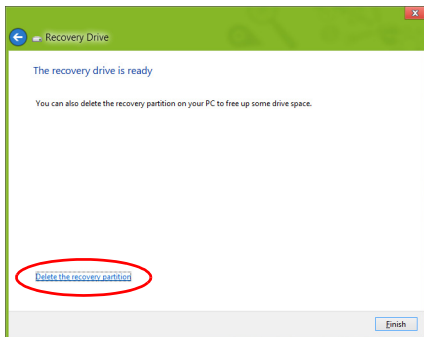 Recovery Drive
The recovery drive is ready
You can also delete the recovery partition on your PC to free up some drive space.
Delete the recovery partition
Finish